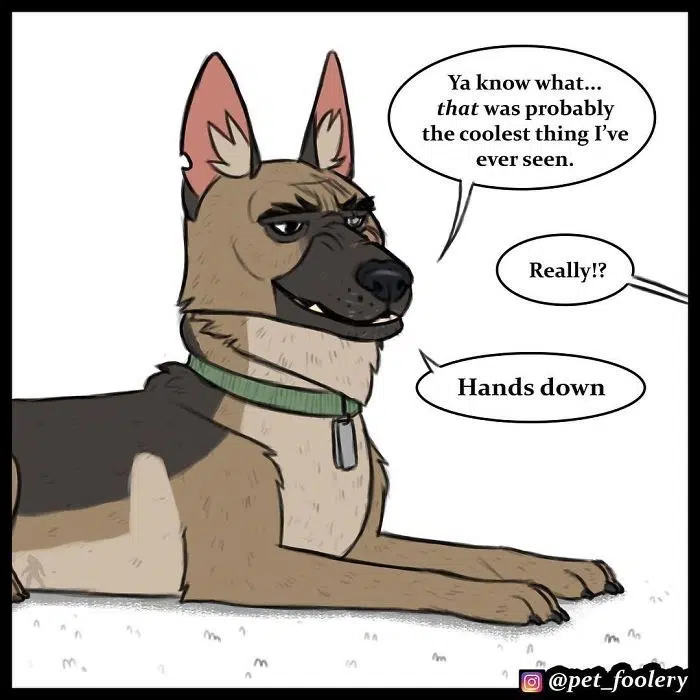 Ya know what...
that was probably
the coolest thing I've
ever seen.
Really!?
Hands down
@pet_foolery